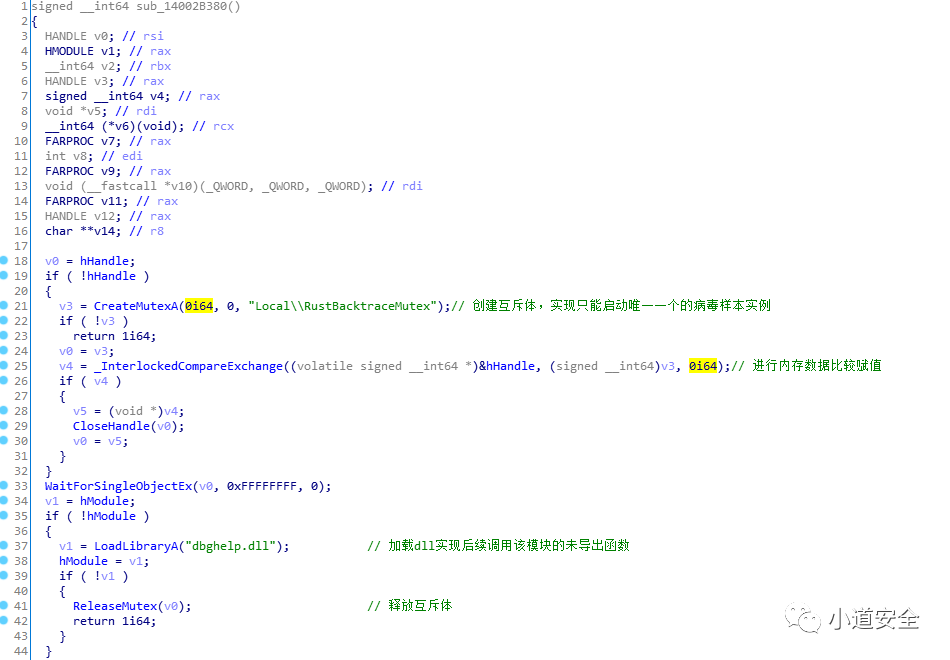 1 signed __int64 sub_14002B380()
2 {
3 HANDLE v0; // rsi
4 HMODULE v1; // rax
5 __int64 v2; // rbx
6 HANDLE v3; // rax
7 signed __int64 v4; // rax
8 void *v5; // rdi
9 __int64 (*v6)(void); // rcx
10 FARPROC v7; // rax
11 int v8; // edi
12 FARPROC v9; // rax
13 void (__fastcall *v10)(_QWORD, _QWORD, _QWORD); // rdi
14 FARPROC v11; // rax
15 HANDLE v12; // rax
16 char **v14; // r8
17
18 v0 = hHandle;
19 if ( !hHandle )
20 {
21 v3 = CreateMutexA(0i64, 0, "Local\\RustBacktraceMutex");// 创建互斥体，实现只能启动唯一一个的病毒样本实例
22 if ( !v3 )
23 return 1i64;
24 v0 = v3;
25 v4 = _InterlockedCompareExchange((volatile signed __int64 *)&hHandle, (signed __int64)v3, 0i64);// 进行内存数据比较赋值
26 if ( v4 )
27 {
28 v5 = (void *)v4;
29 CloseHandle(v0);
30 v0 = v5;
31 }
32 }
33 WaitForSingleObjectEx(v0, 0xFFFFFFFF, 0);
34 v1 = hModule;
35 if ( !hModule )
36 {
37 v1 = LoadLibraryA("dbghelp.dll"); // 加载dll实现后续调用该模块的未导出函数
38 hModule = v1;
39 if ( !v1 )
40 {
41 ReleaseMutex(v0); // 释放互斥体
42 return 1i64;
43 }
44 }
小道安全